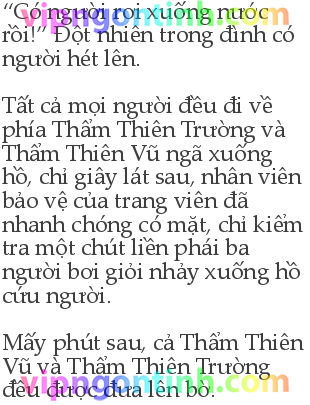 “Có người rơi xuống nước
rồi!” Đột nhiên trong đình có
người hét lên.
Tất cả mọi người đều đi về
phía Thẩm Thiên Trường và
Thẩm Thiên Vũ ngã xuống
hồ, chỉ giây lát sau, nhân viên
bảo vệ của trang viên đã
nhanh chóng có mặt, chỉ kiểm
tra một chút liền phái ba
người bơi giỏi nhảy xuống hồ
cứu người.
Mấy phút sau, cả Thẩm Thiên
Vũ và Thẩm Thiên Trường
đều được đưa lên bờ.
vipngontinh.com
vipngontinh.com